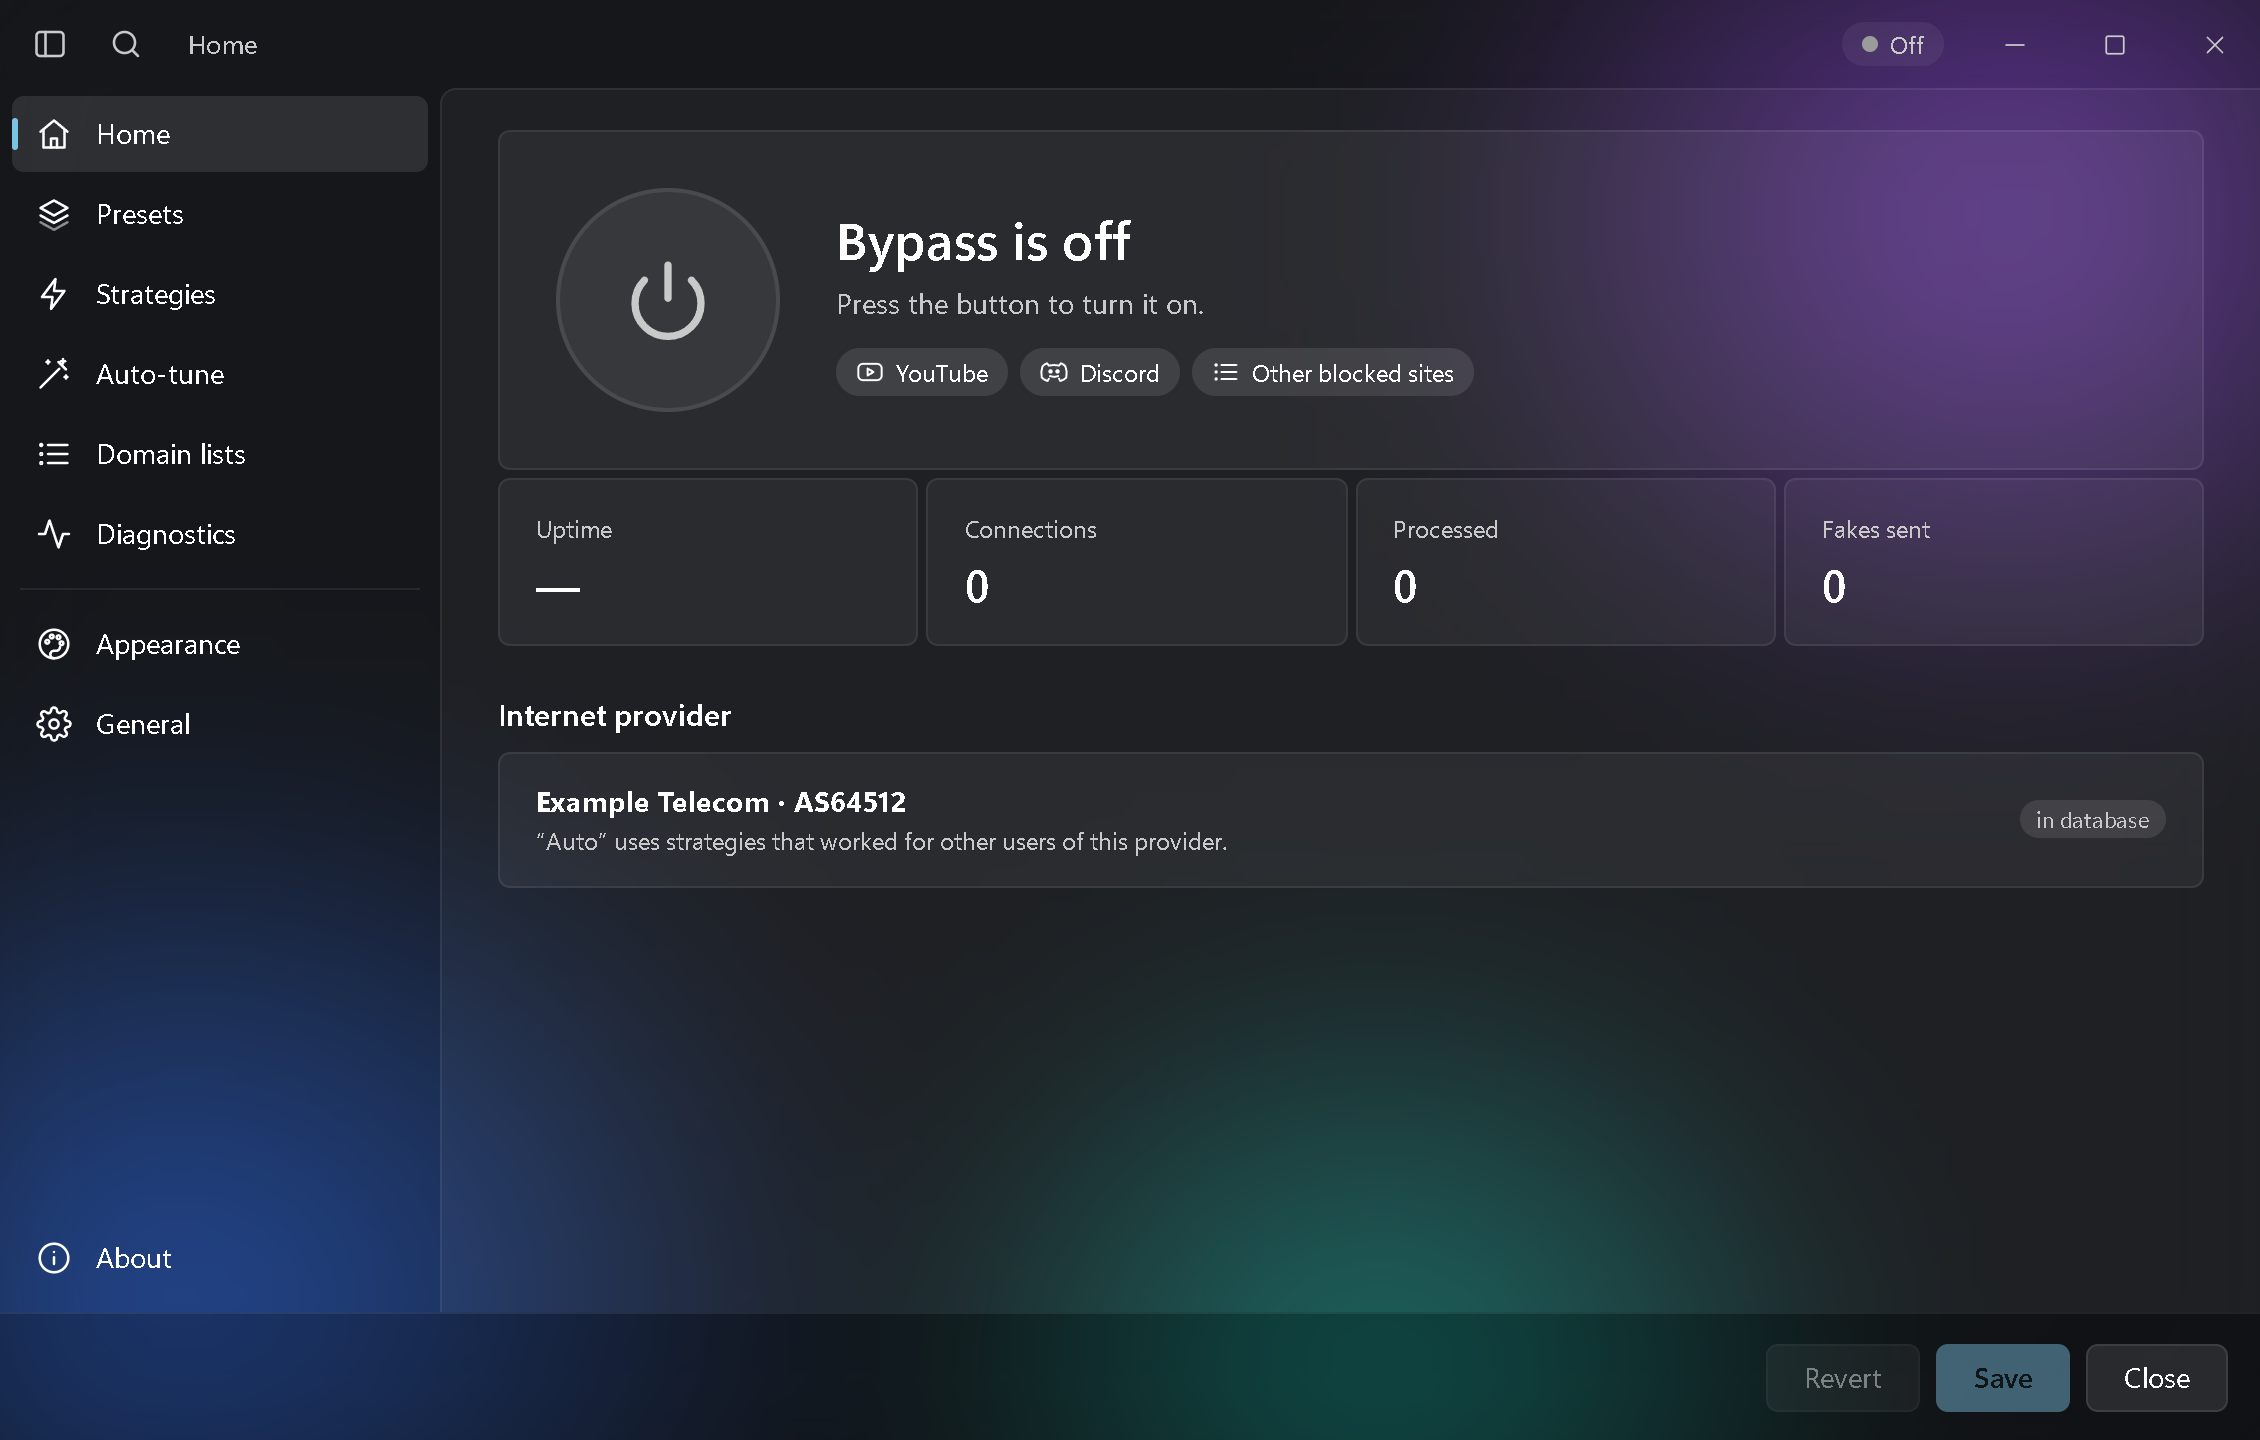 Home
Off
Home
Presets
Strategies
Auto-tune
Domain lists
Diagnostics
Appearance
General
About
Bypass is off
Press the button to turn it on.
YouTube
Discord
Other blocked sites
Uptime
—
Connections
0
Processed
0
Fakes sent
0
Internet provider
Example Telecom · AS64512
“Auto” uses strategies that worked for other users of this provider.
in database
Revert
Save
Close